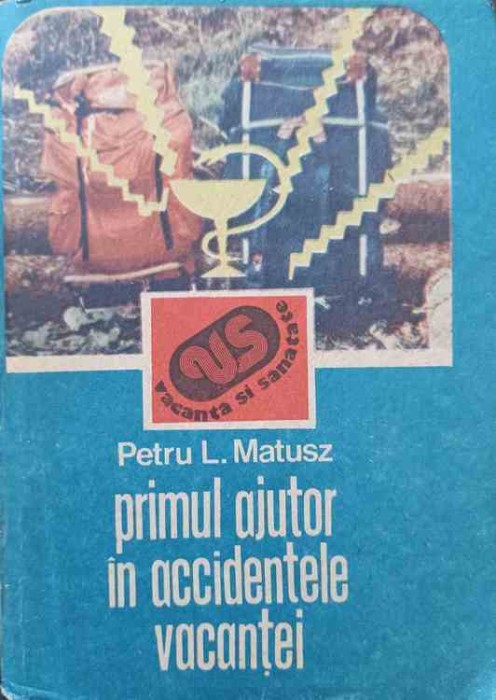 VS
vacanta si sanatate
Petru L. Matusz
primul ajutor
în accidentele
vacanței